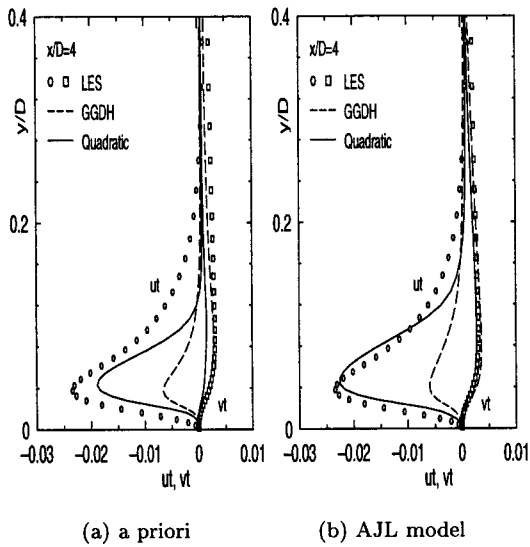 0.4
x/D=4
LES
GGDH
Quadratic
y/D
0.2
ut
vt
0
−0.03 −0.02 −0.01 0 0.01
ut, vt
(a) a priori
0.4
x/D=4
LES
GGDH
Quadratic
y/D
0.2
ut
vt
0
−0.03 −0.02 −0.01 0 0.01
ut, vt
(b) AJL model